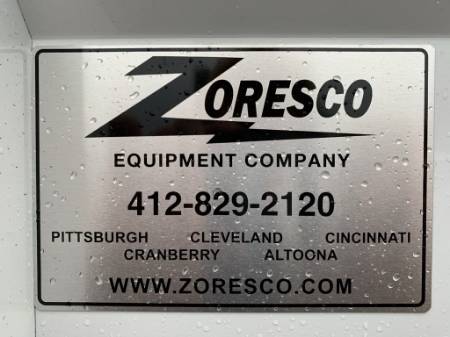 ZORESCO
EQUIPMENT COMPANY
412-829-2120
PITTSBURGH CLEVELAND CINCINNATI
CRANBERRY ALTOONA
WWW.ZORESCO.COM